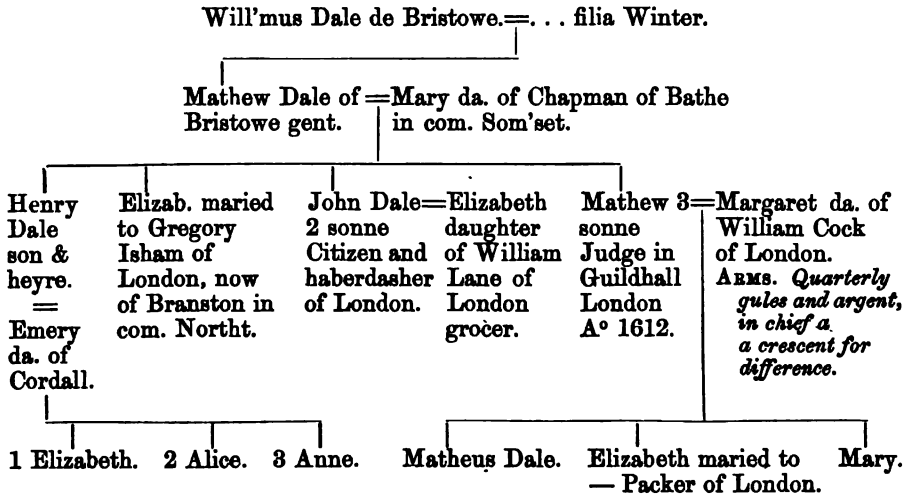 Will'mus Dale de Bristowe.=. . . filia Winter.
Mathew Dale of
Bristowe gent.
=Mary da. of Chapman of Bathe
in com. Som'set.
Henry
Dale
son &
heyre.
=
Emery
da. of
Cordall.
Elizab. maried
to Gregory
Isham of
London, now
of Branston in
com. Northt.
John Dale=
2 sonne
Citizen and
haberdasher
of London.
Elizabeth
daughter
of William
Lane of
London
grocer.
Mathew 3=
sonne
Judge in
Guildhall
London
Aº 1612.
Margaret da. of
William Cock
of London.
ARMS. Quarterly
gules and argent,
in chief a
a crescent for
difference.
1 Elizabeth. 2 Alice. 3 Anne.
Matheus Dale.
Elizabeth maried to
— Packer of London.
Mary.